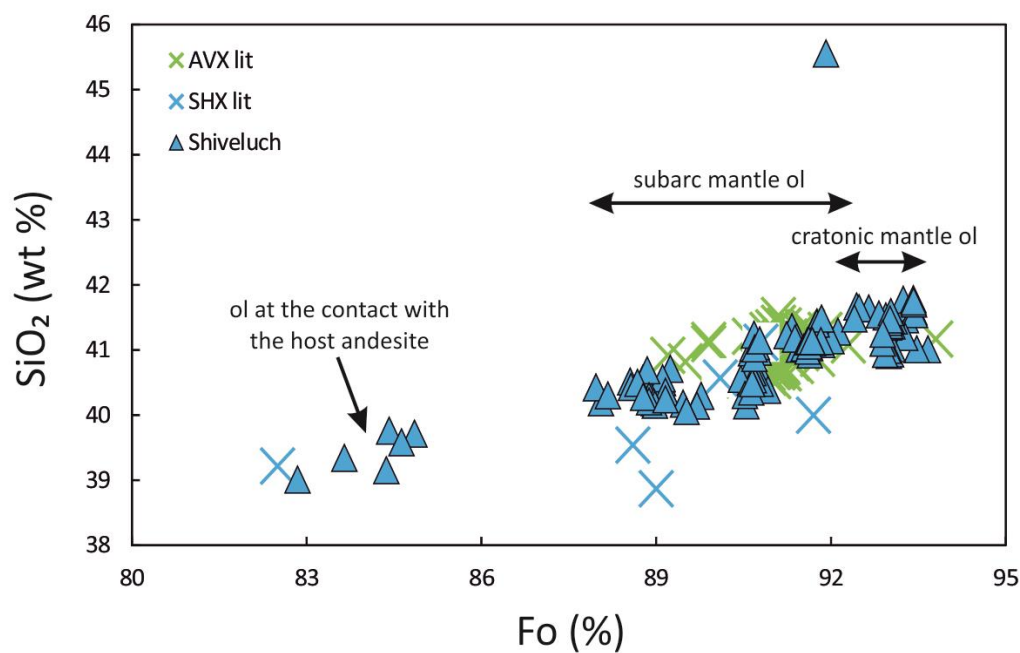 46
45
44
43
42
41
40
39
38
SiO₂ (wt %)
AVX lit
SHX lit
Shiveluch
subarc mantle ol
cratonic mantle ol
ol at the contact with
the host andesite
80
83
86
89
92
95
Fo (%)